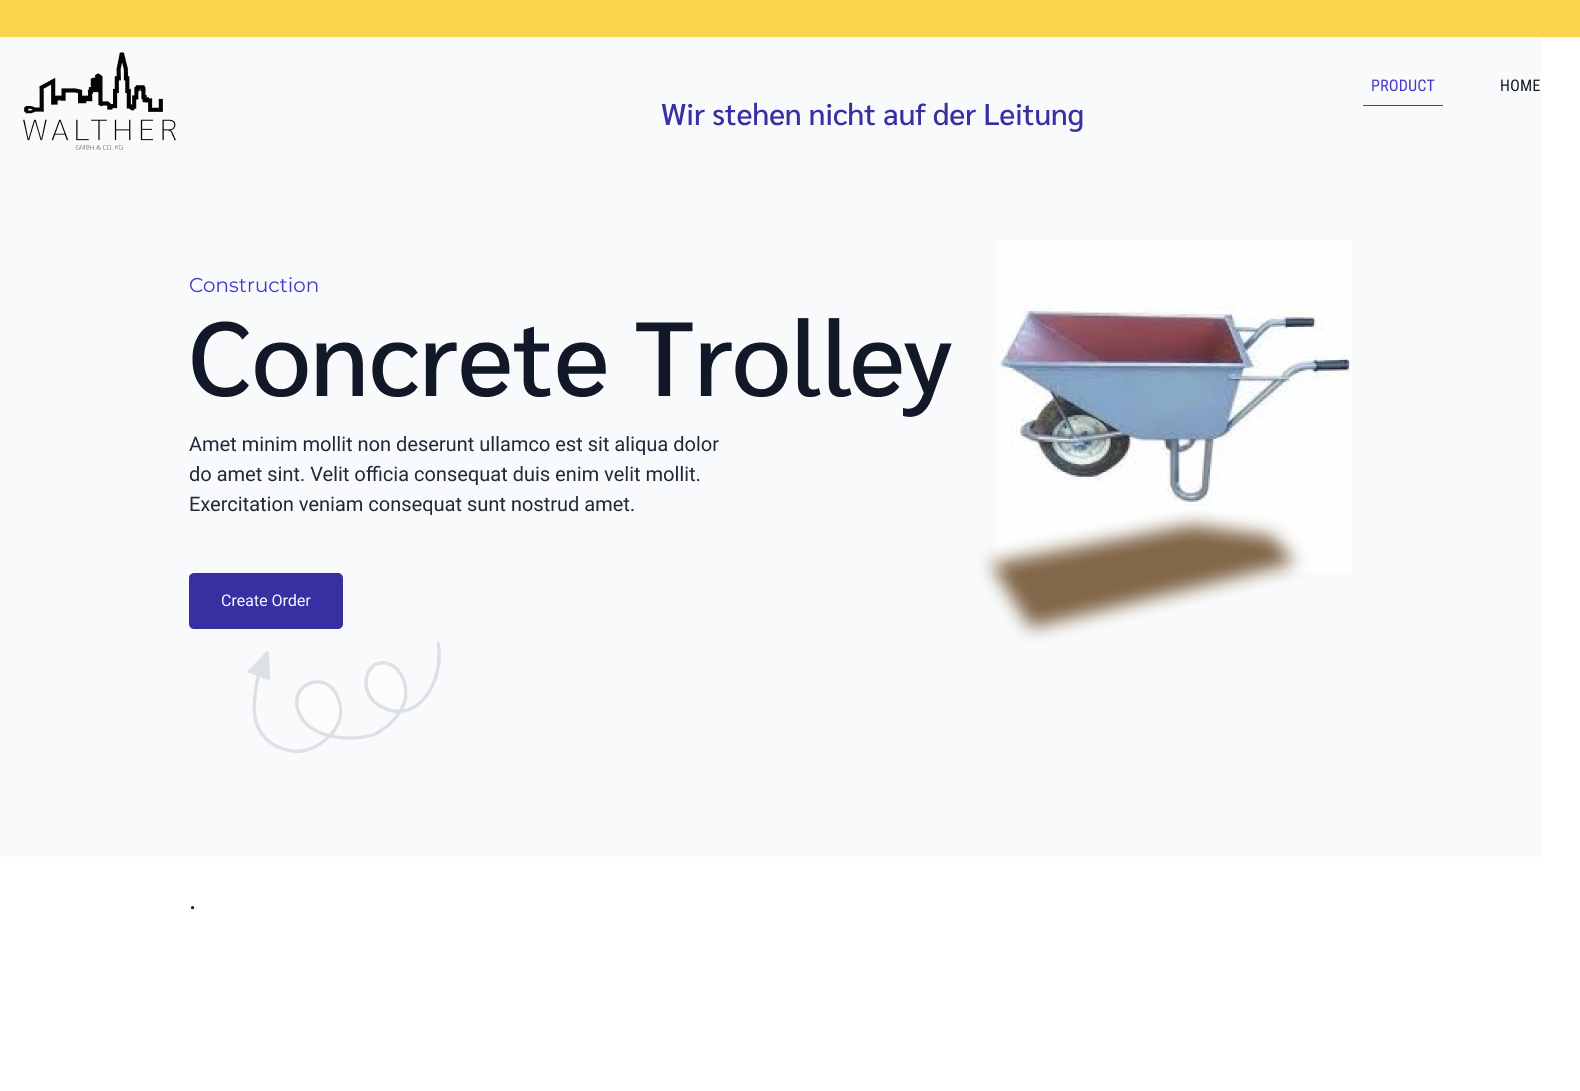 WALTHER
GMBH & CO. KG
Wir stehen nicht auf der Leitung
PRODUCT
HOME
Construction
Concrete Trolley
Amet minim mollit non deserunt ullamco est sit aliqua dolor
do amet sint. Velit officia consequat duis enim velit mollit.
Exercitation veniam consequat sunt nostrud amet.
Create Order
.